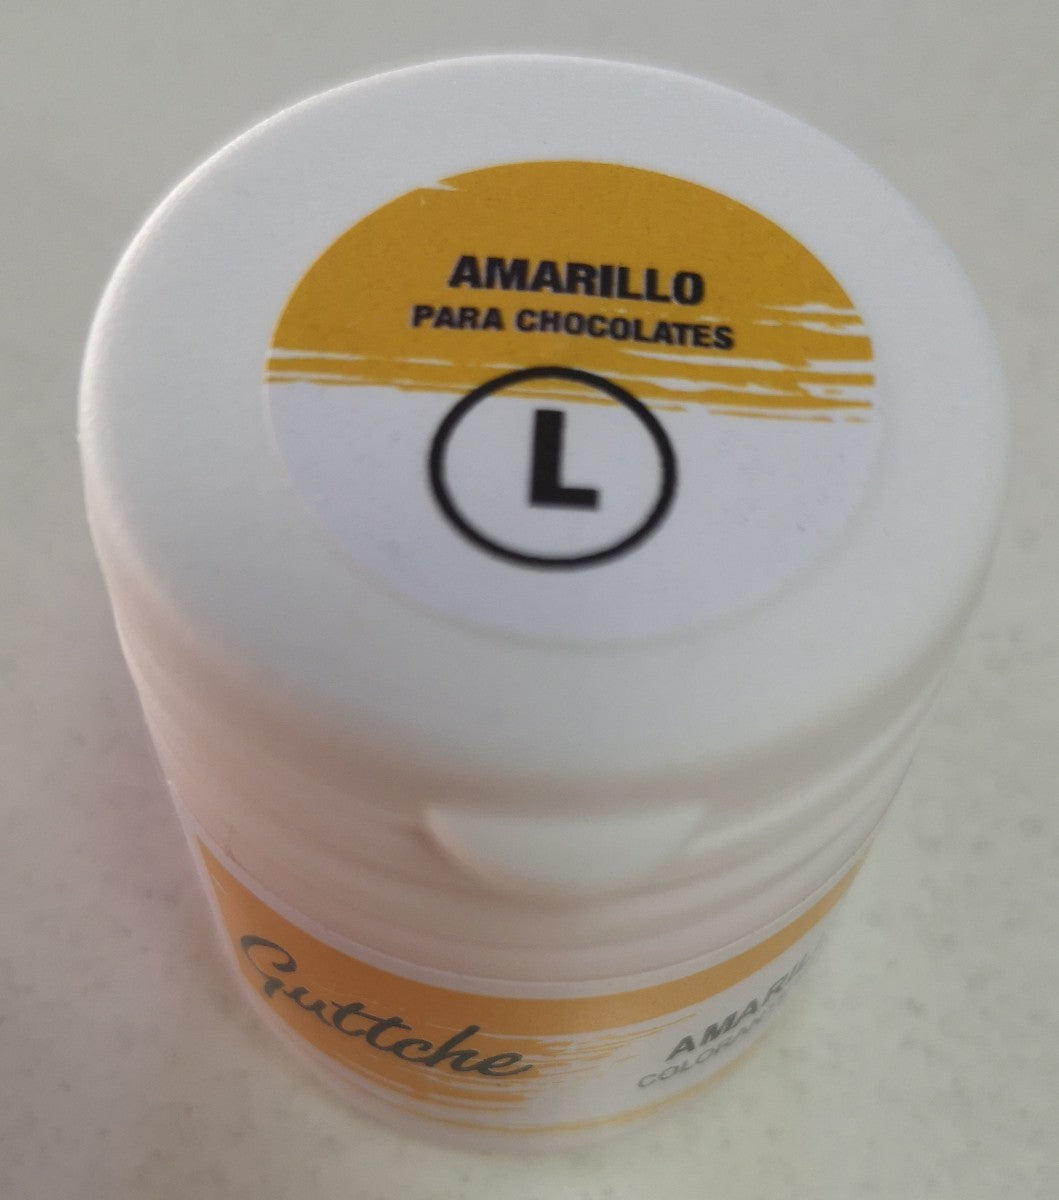 AMARILLO
PARA CHOCOLATES
L
Guttche